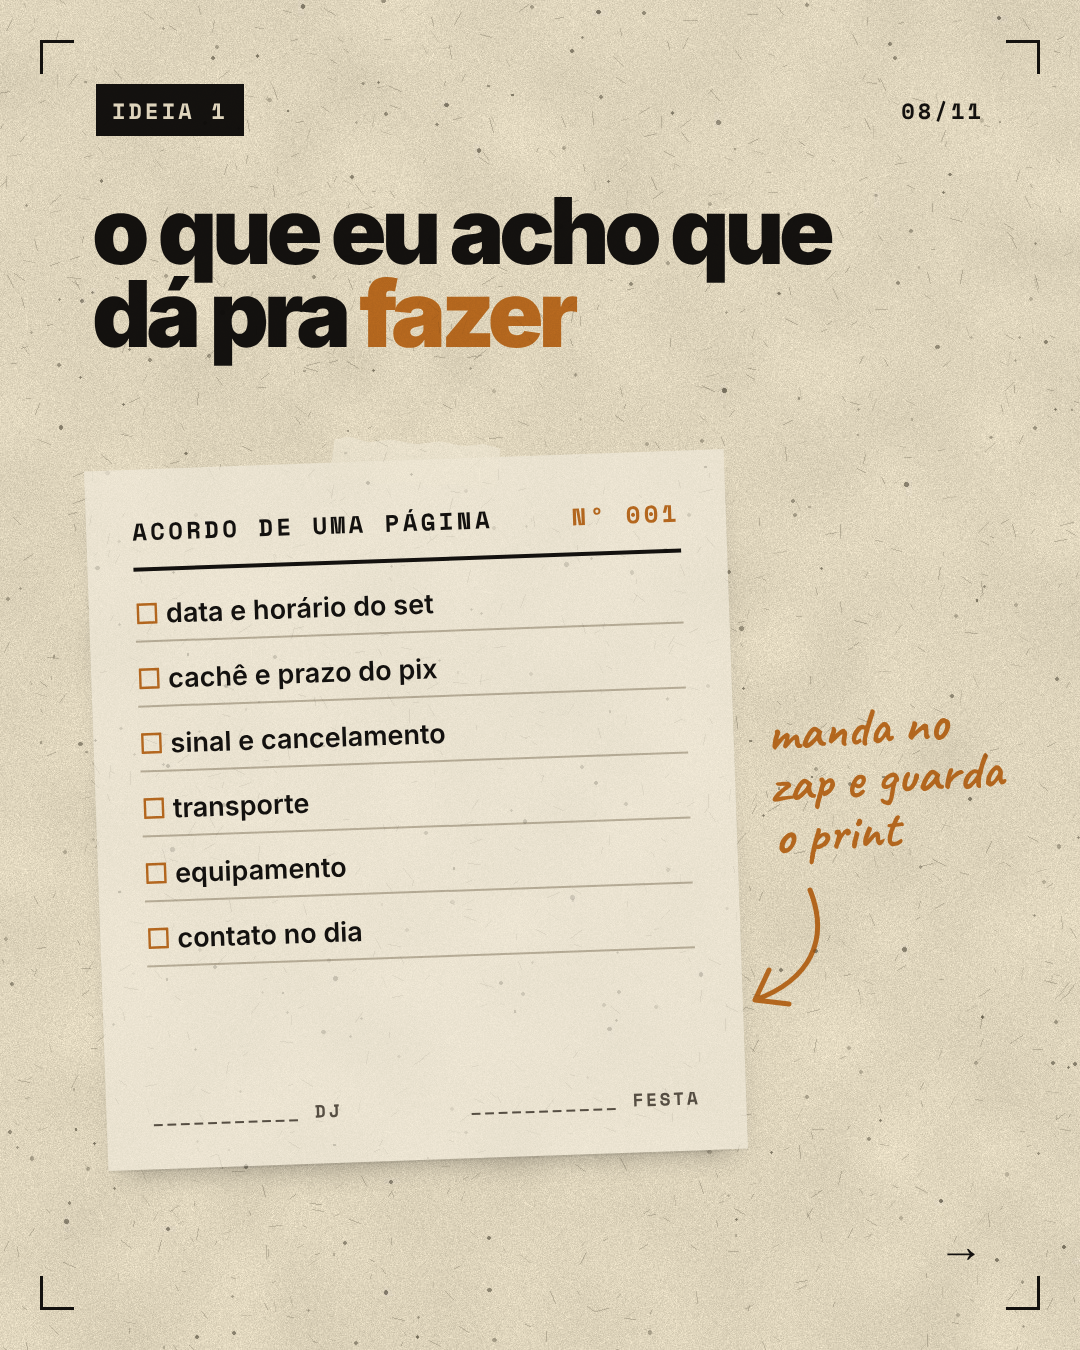 IDEIA 1
08/11
o que eu acho que
dá pra fazer
ACORDO DE UMA PÁGINA
N° 001
data e horário do set
cachê e prazo do pix
sinal e cancelamento
transporte
equipamento
contato no dia
manda no
zap e guarda
o print
___________ DJ
___________ FESTA
→